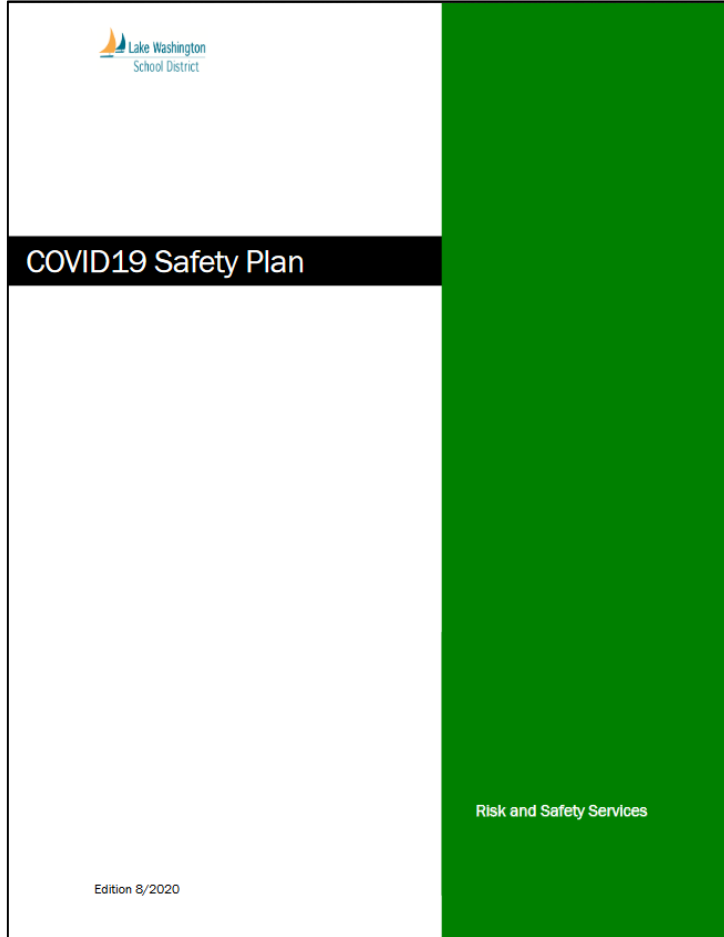 Lake Washington
School District
COVID19 Safety Plan
Risk and Safety Services
Edition 8/2020